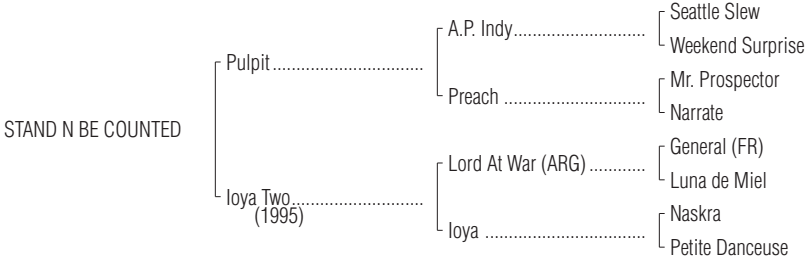 Seattle Slew
A.P. Indy..............................
Weekend Surprise
Pulpit..................................
Mr. Prospector
Preach ................................
Narrate
STAND N BE COUNTED
General (FR)
Lord At War (ARG) ............
Luna de Miel
Ioya Two..............................
(1995)
Naskra
Ioya .....................................
Petite Danceuse